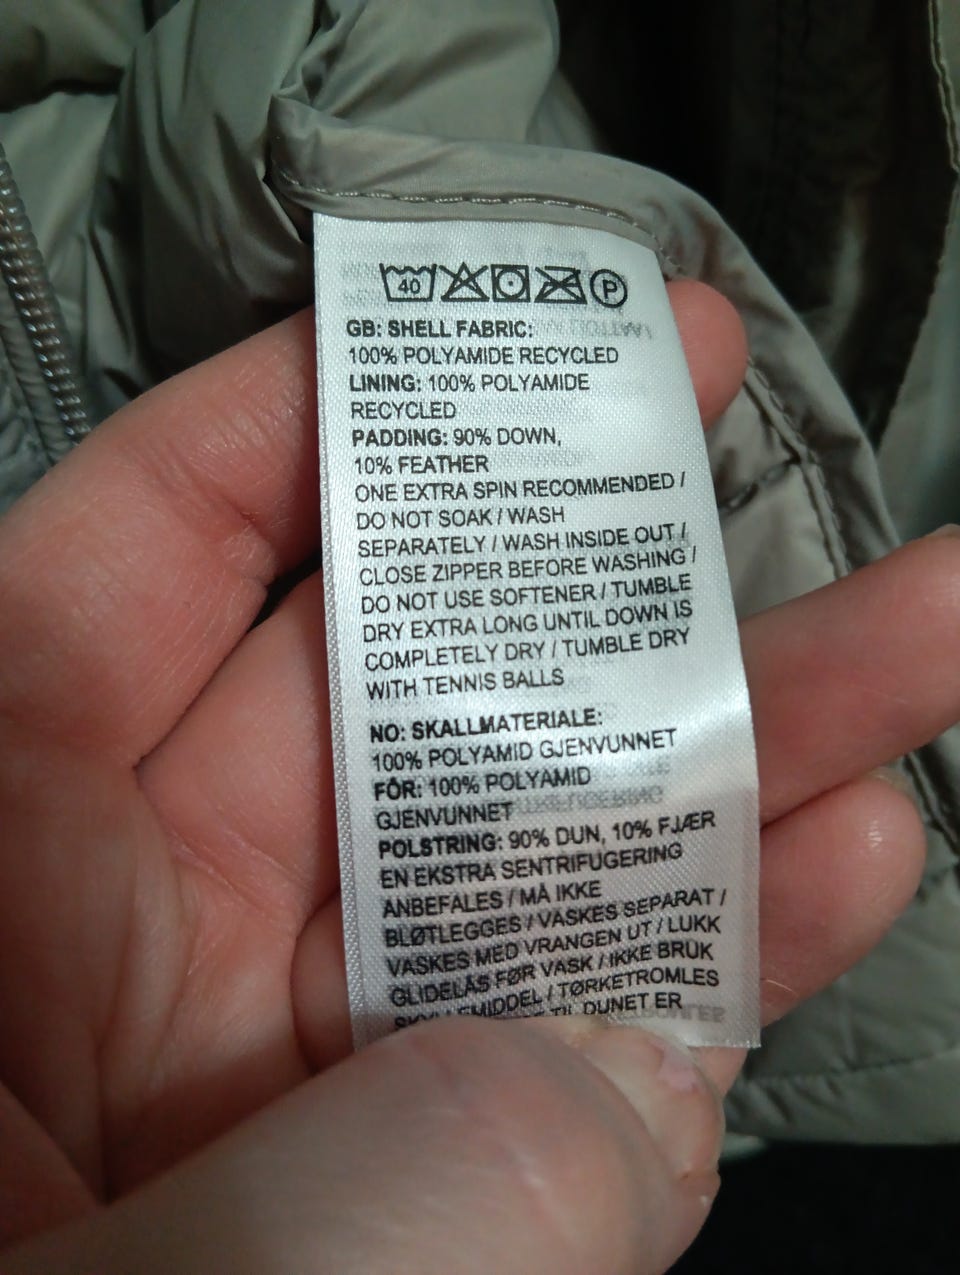 40 P
GB: SHELL FABRIC:
100% POLYAMIDE RECYCLED
LINING: 100% POLYAMIDE
RECYCLED
PADDING: 90% DOWN,
10% FEATHER
ONE EXTRA SPIN RECOMMENDED /
DO NOT SOAK / WASH
SEPARATELY / WASH INSIDE OUT /
CLOSE ZIPPER BEFORE WASHING /
DO NOT USE SOFTENER / TUMBLE
DRY EXTRA LONG UNTIL DOWN IS
COMPLETELY DRY / TUMBLE DRY
WITH TENNIS BALLS
NO: SKALLMATERIALE:
100% POLYAMID GJENVUNNET
FÔR: 100% POLYAMID
GJENVUNNET
POLSTRING: 90% DUN, 10% FJÆR
EN EKSTRA SENTRIFUGERING
ANBEFALES / MÅ IKKE
BLØTLEGGES / VASKES SEPARAT /
VASKES MED VRANGEN UT / LUKK
GLIDELÅS FØR VASK / IKKE BRUK
SKYLLEMIDDEL / TØRKETROMLES
TIL DUNET ER